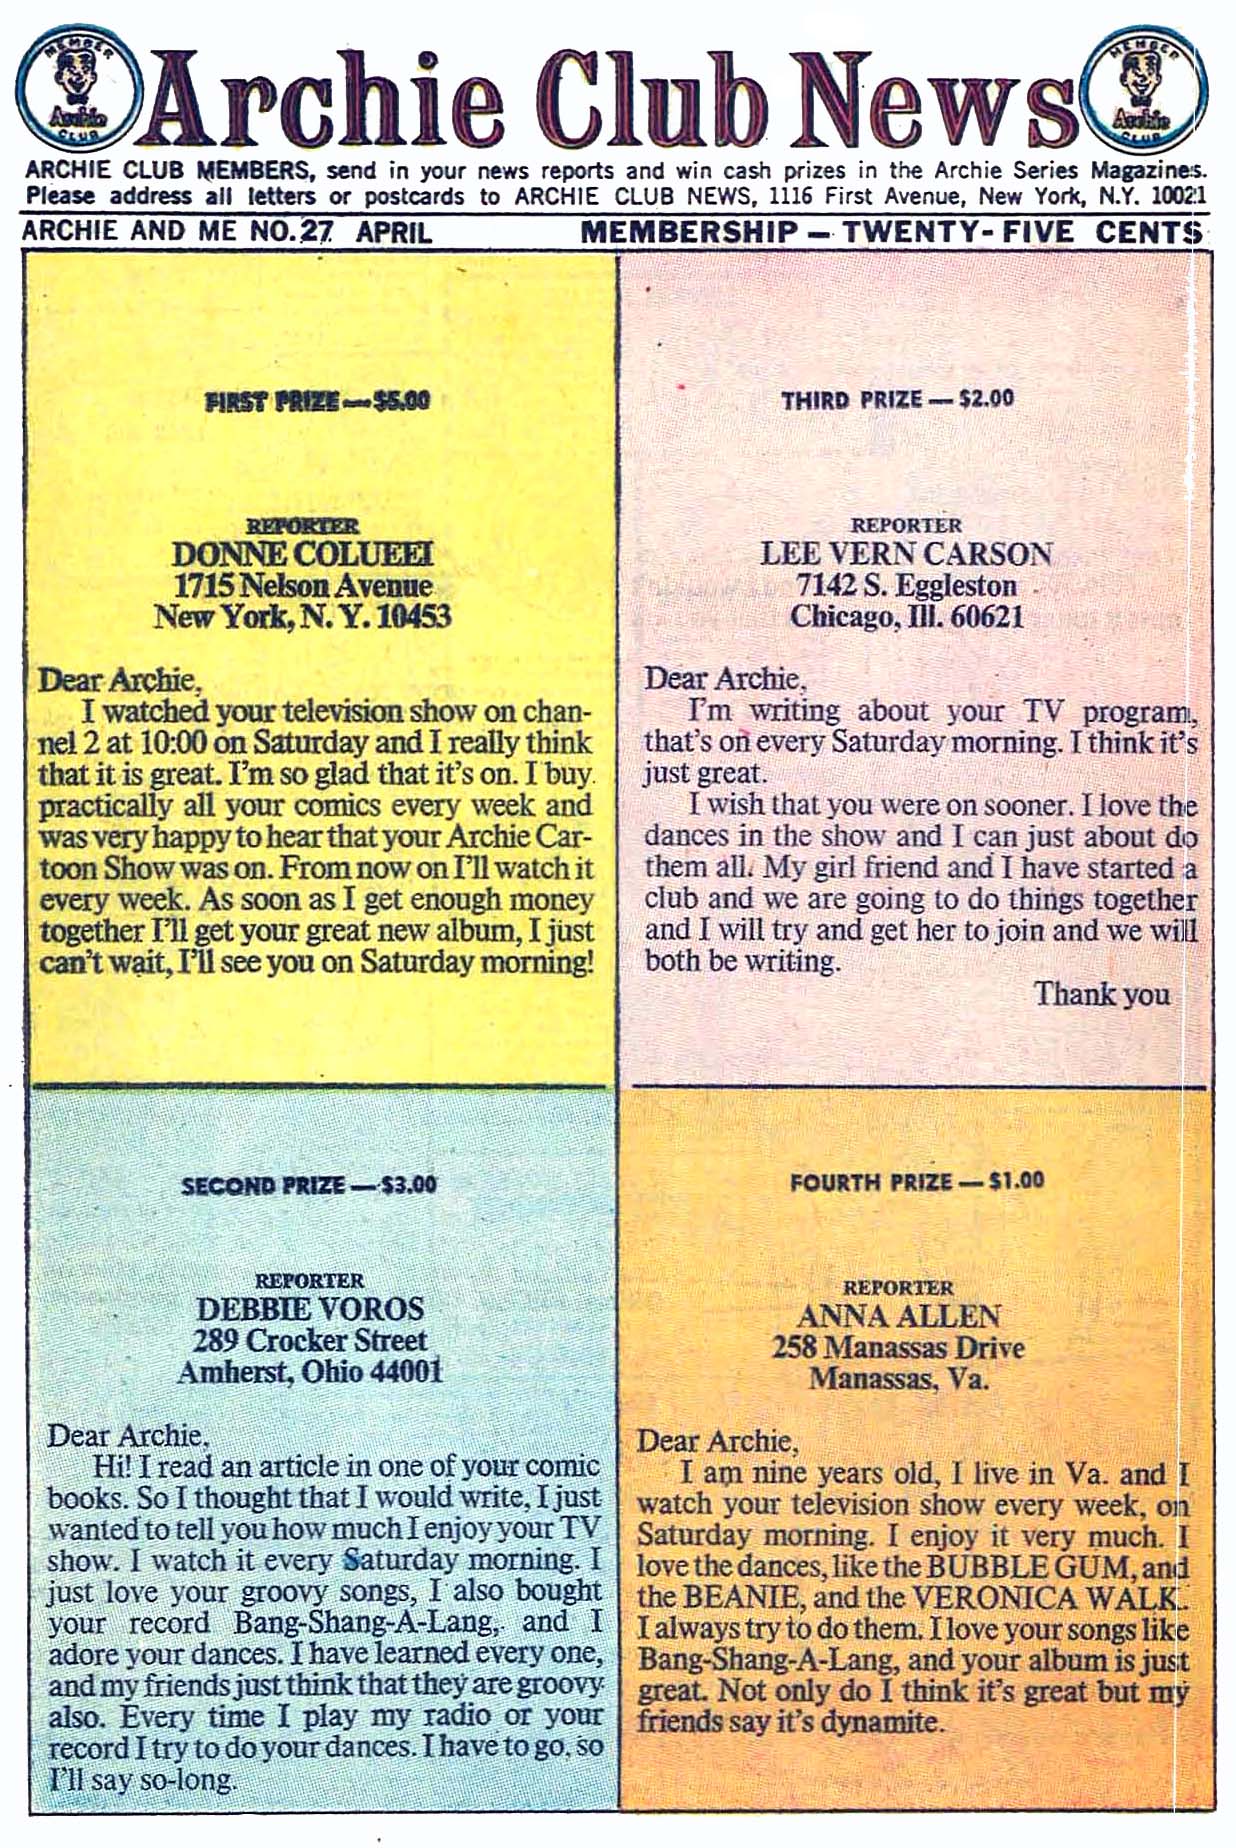 MEMBER
Archie
CLUB
Archie Club News
MEMBER
Archie
CLUB
ARCHIE CLUB MEMBERS, send in your news reports and win cash prizes in the Archie Series Magazines.
Please address all letters or postcards to ARCHIE CLUB NEWS, 1116 First Avenue, New York, N.Y. 10021
ARCHIE AND ME NO.27 APRIL
MEMBERSHIP — TWENTY-FIVE CENTS
FIRST PRIZE — $5.00
REPORTER
DONNE COLUEEI
1715 Nelson Avenue
New York, N. Y. 10453
Dear Archie,
I watched your television show on chan-
nel 2 at 10:00 on Saturday and I really think
that it is great. I'm so glad that it's on. I buy
practically all your comics every week and
was very happy to hear that your Archie Car-
toon Show was on. From now on I'll watch it
every week. As soon as I get enough money
together I'll get your great new album, I just
can't wait, I'll see you on Saturday morning!
SECOND PRIZE — $3.00
REPORTER
DEBBIE VOROS
289 Crocker Street
Amherst, Ohio 44001
Dear Archie,
Hi! I read an article in one of your comic
books. So I thought that I would write, I just
wanted to tell you how much I enjoy your TV
show. I watch it every Saturday morning. I
just love your groovy songs, I also bought
your record Bang-Shang-A-Lang, and I
adore your dances. I have learned every one,
and my friends just think that they are groovy
also. Every time I play my radio or your
record I try to do your dances. I have to go, so
I'll say so-long.
THIRD PRIZE — $2.00
REPORTER
LEE VERN CARSON
7142 S. Eggleston
Chicago, Ill. 60621
Dear Archie,
I'm writing about your TV program,
that's on every Saturday morning. I think it's
just great.
I wish that you were on sooner. I love the
dances in the show and I can just about do
them all. My girl friend and I have started a
club and we are going to do things together
and I will try and get her to join and we will
both be writing.
Thank you
FOURTH PRIZE — $1.00
REPORTER
ANNA ALLEN
258 Manassas Drive
Manassas, Va.
Dear Archie,
I am nine years old, I live in Va. and I
watch your television show every week, on
Saturday morning. I enjoy it very much. I
love the dances, like the BUBBLE GUM, and
the BEANIE, and the VERONICA WALK.
I always try to do them. I love your songs like
Bang-Shang-A-Lang, and your album is just
great. Not only do I think it's great but my
friends say it's dynamite.